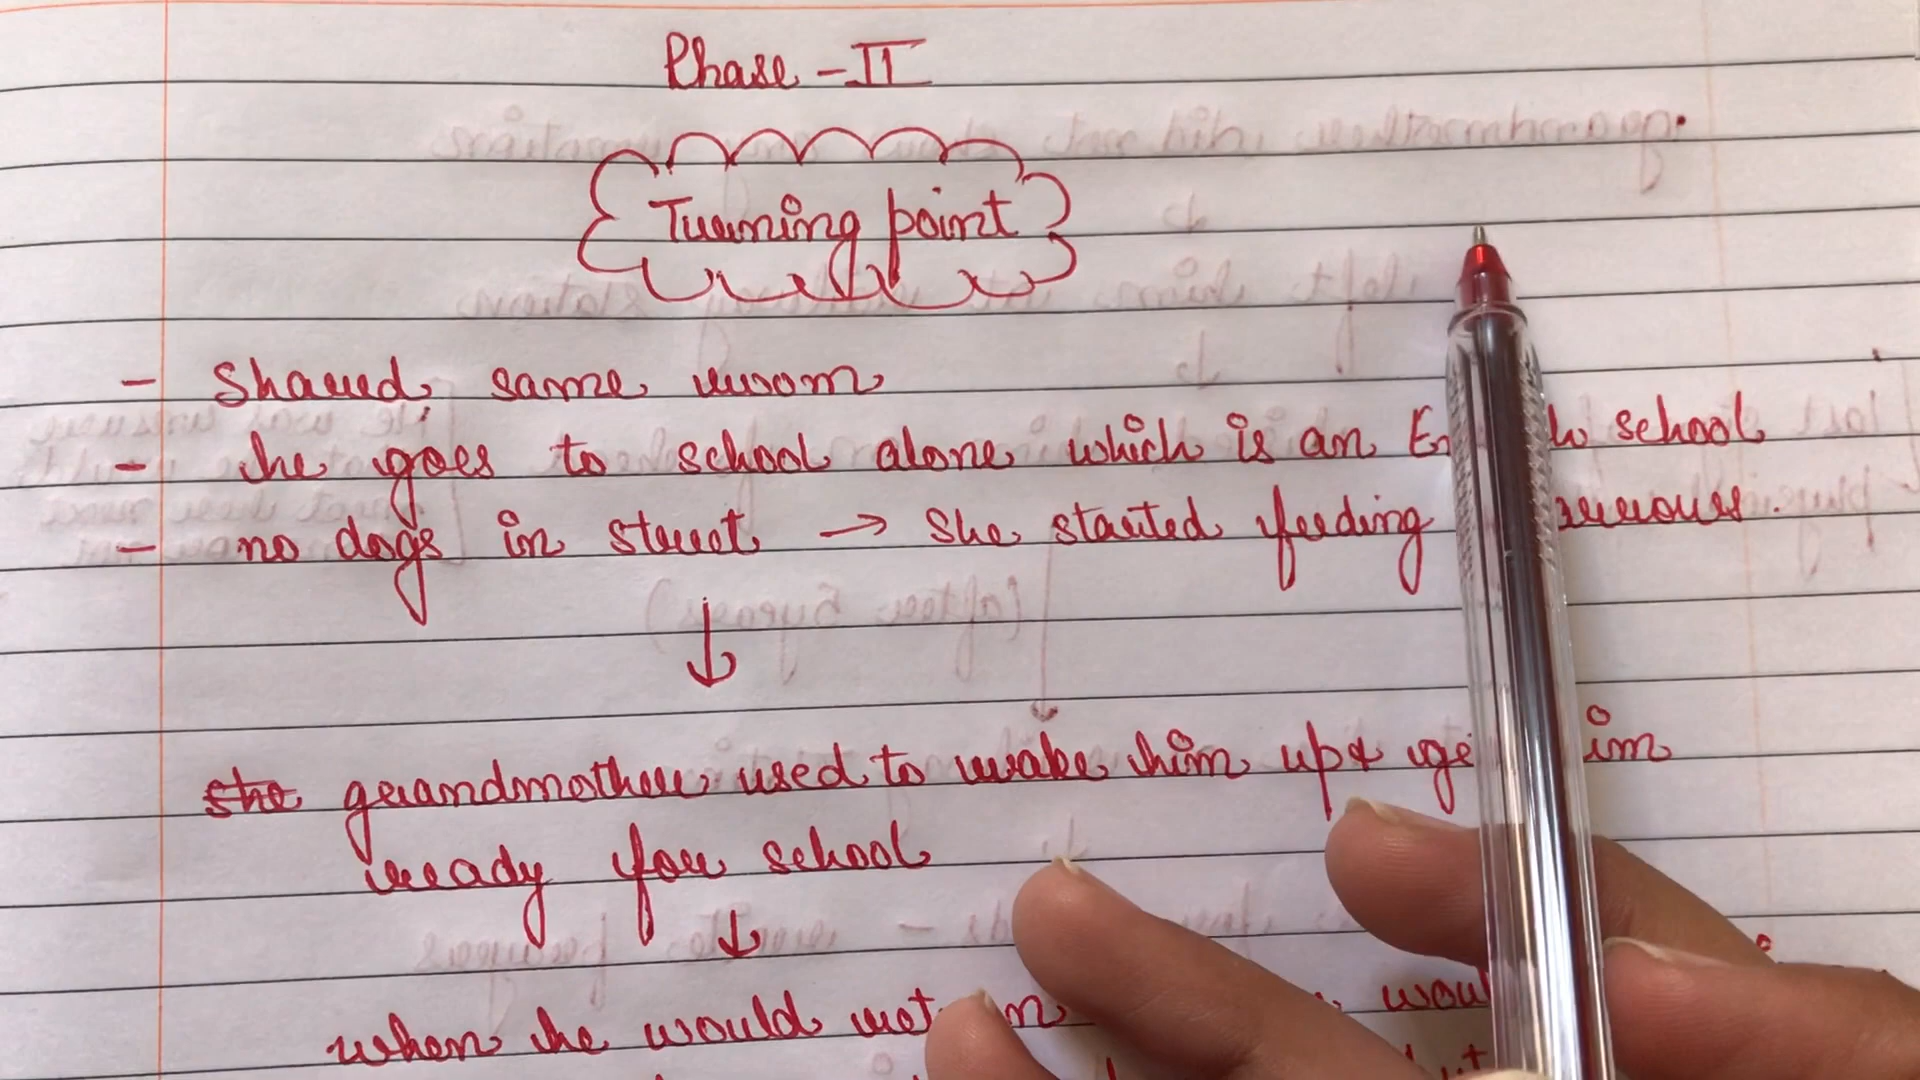 Phase - II
Turning point
- Shared same room
- he goes to school alone which is an school
- no dogs in street → She started feeding
↓
she grandmother used to wake him up &
ready for school
↓
when he would